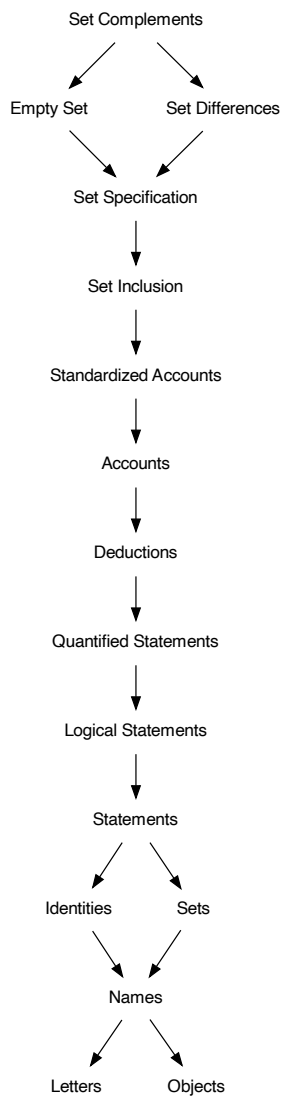 Set Complements
Empty Set
Set Differences
Set Specification
Set Inclusion
Standardized Accounts
Accounts
Deductions
Quantified Statements
Logical Statements
Statements
Identities
Sets
Names
Letters
Objects